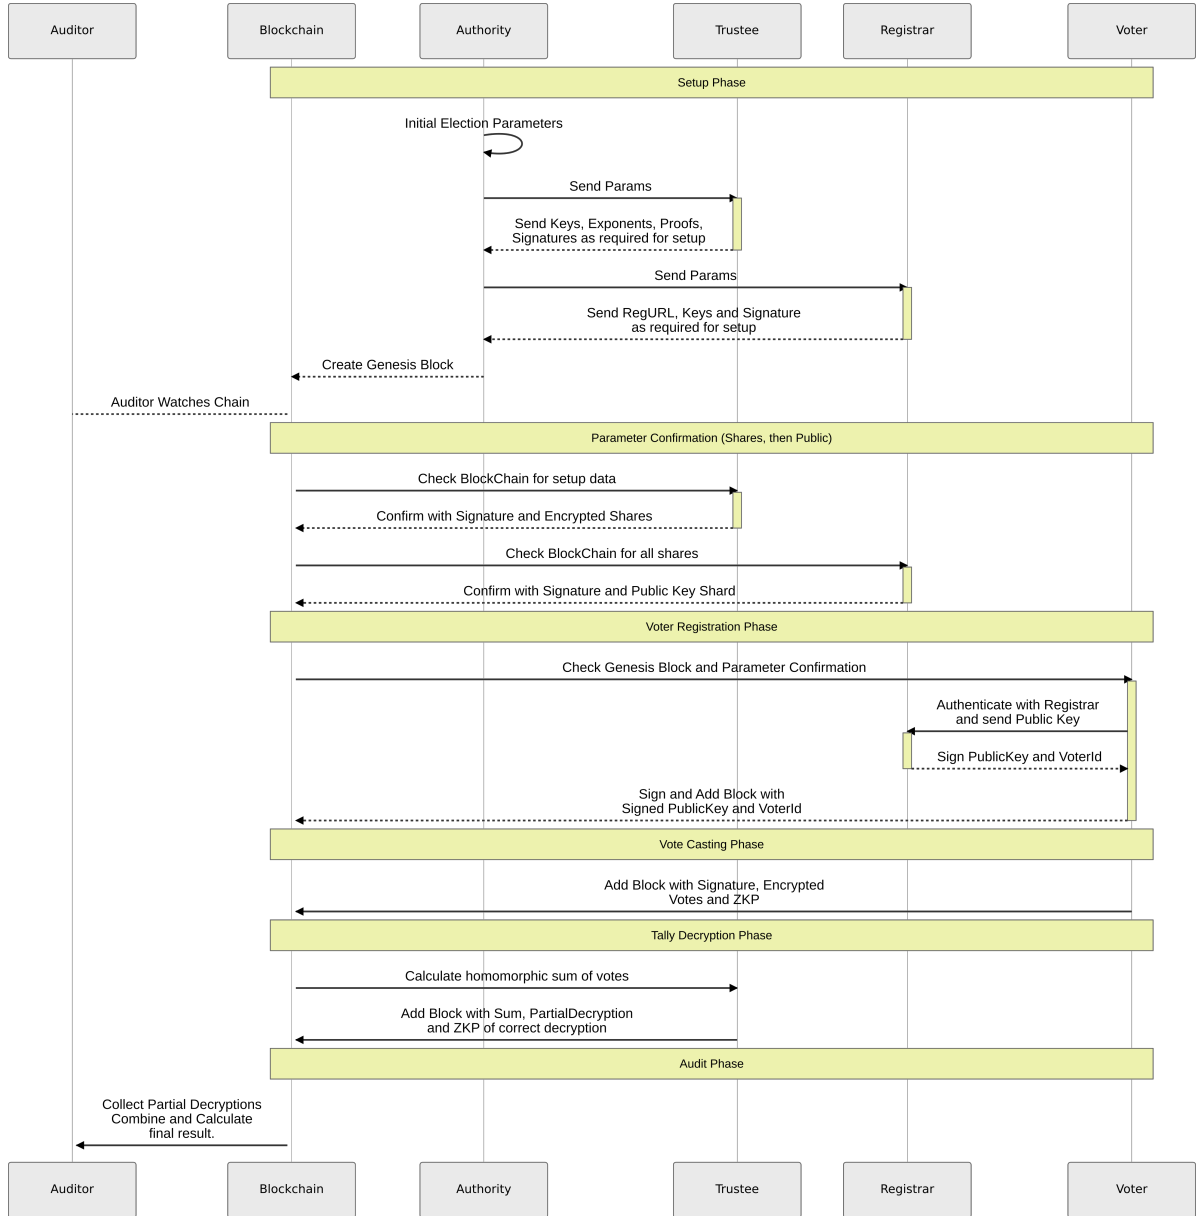 Auditor
Blockchain
Authority
Trustee
Registrar
Voter
Setup Phase
Initial Election Parameters
Send Params
Send Keys, Exponents, Proofs,
Signatures as required for setup
Send Params
Send RegURL, Keys and Signature
as required for setup
Create Genesis Block
Auditor Watches Chain
Parameter Confirmation (Shares, then Public)
Check BlockChain for setup data
Confirm with Signature and Encrypted Shares
Check BlockChain for all shares
Confirm with Signature and Public Key Shard
Voter Registration Phase
Check Genesis Block and Parameter Confirmation
Authenticate with Registrar
and send Public Key
Sign PublicKey and VoterId
Sign and Add Block with
Signed PublicKey and VoterId
Vote Casting Phase
Add Block with Signature, Encrypted
Votes and ZKP
Tally Decryption Phase
Calculate homomorphic sum of votes
Add Block with Sum, PartialDecryption
and ZKP of correct decryption
Audit Phase
Collect Partial Decryptions
Combine and Calculate
final result.
Auditor
Blockchain
Authority
Trustee
Registrar
Voter